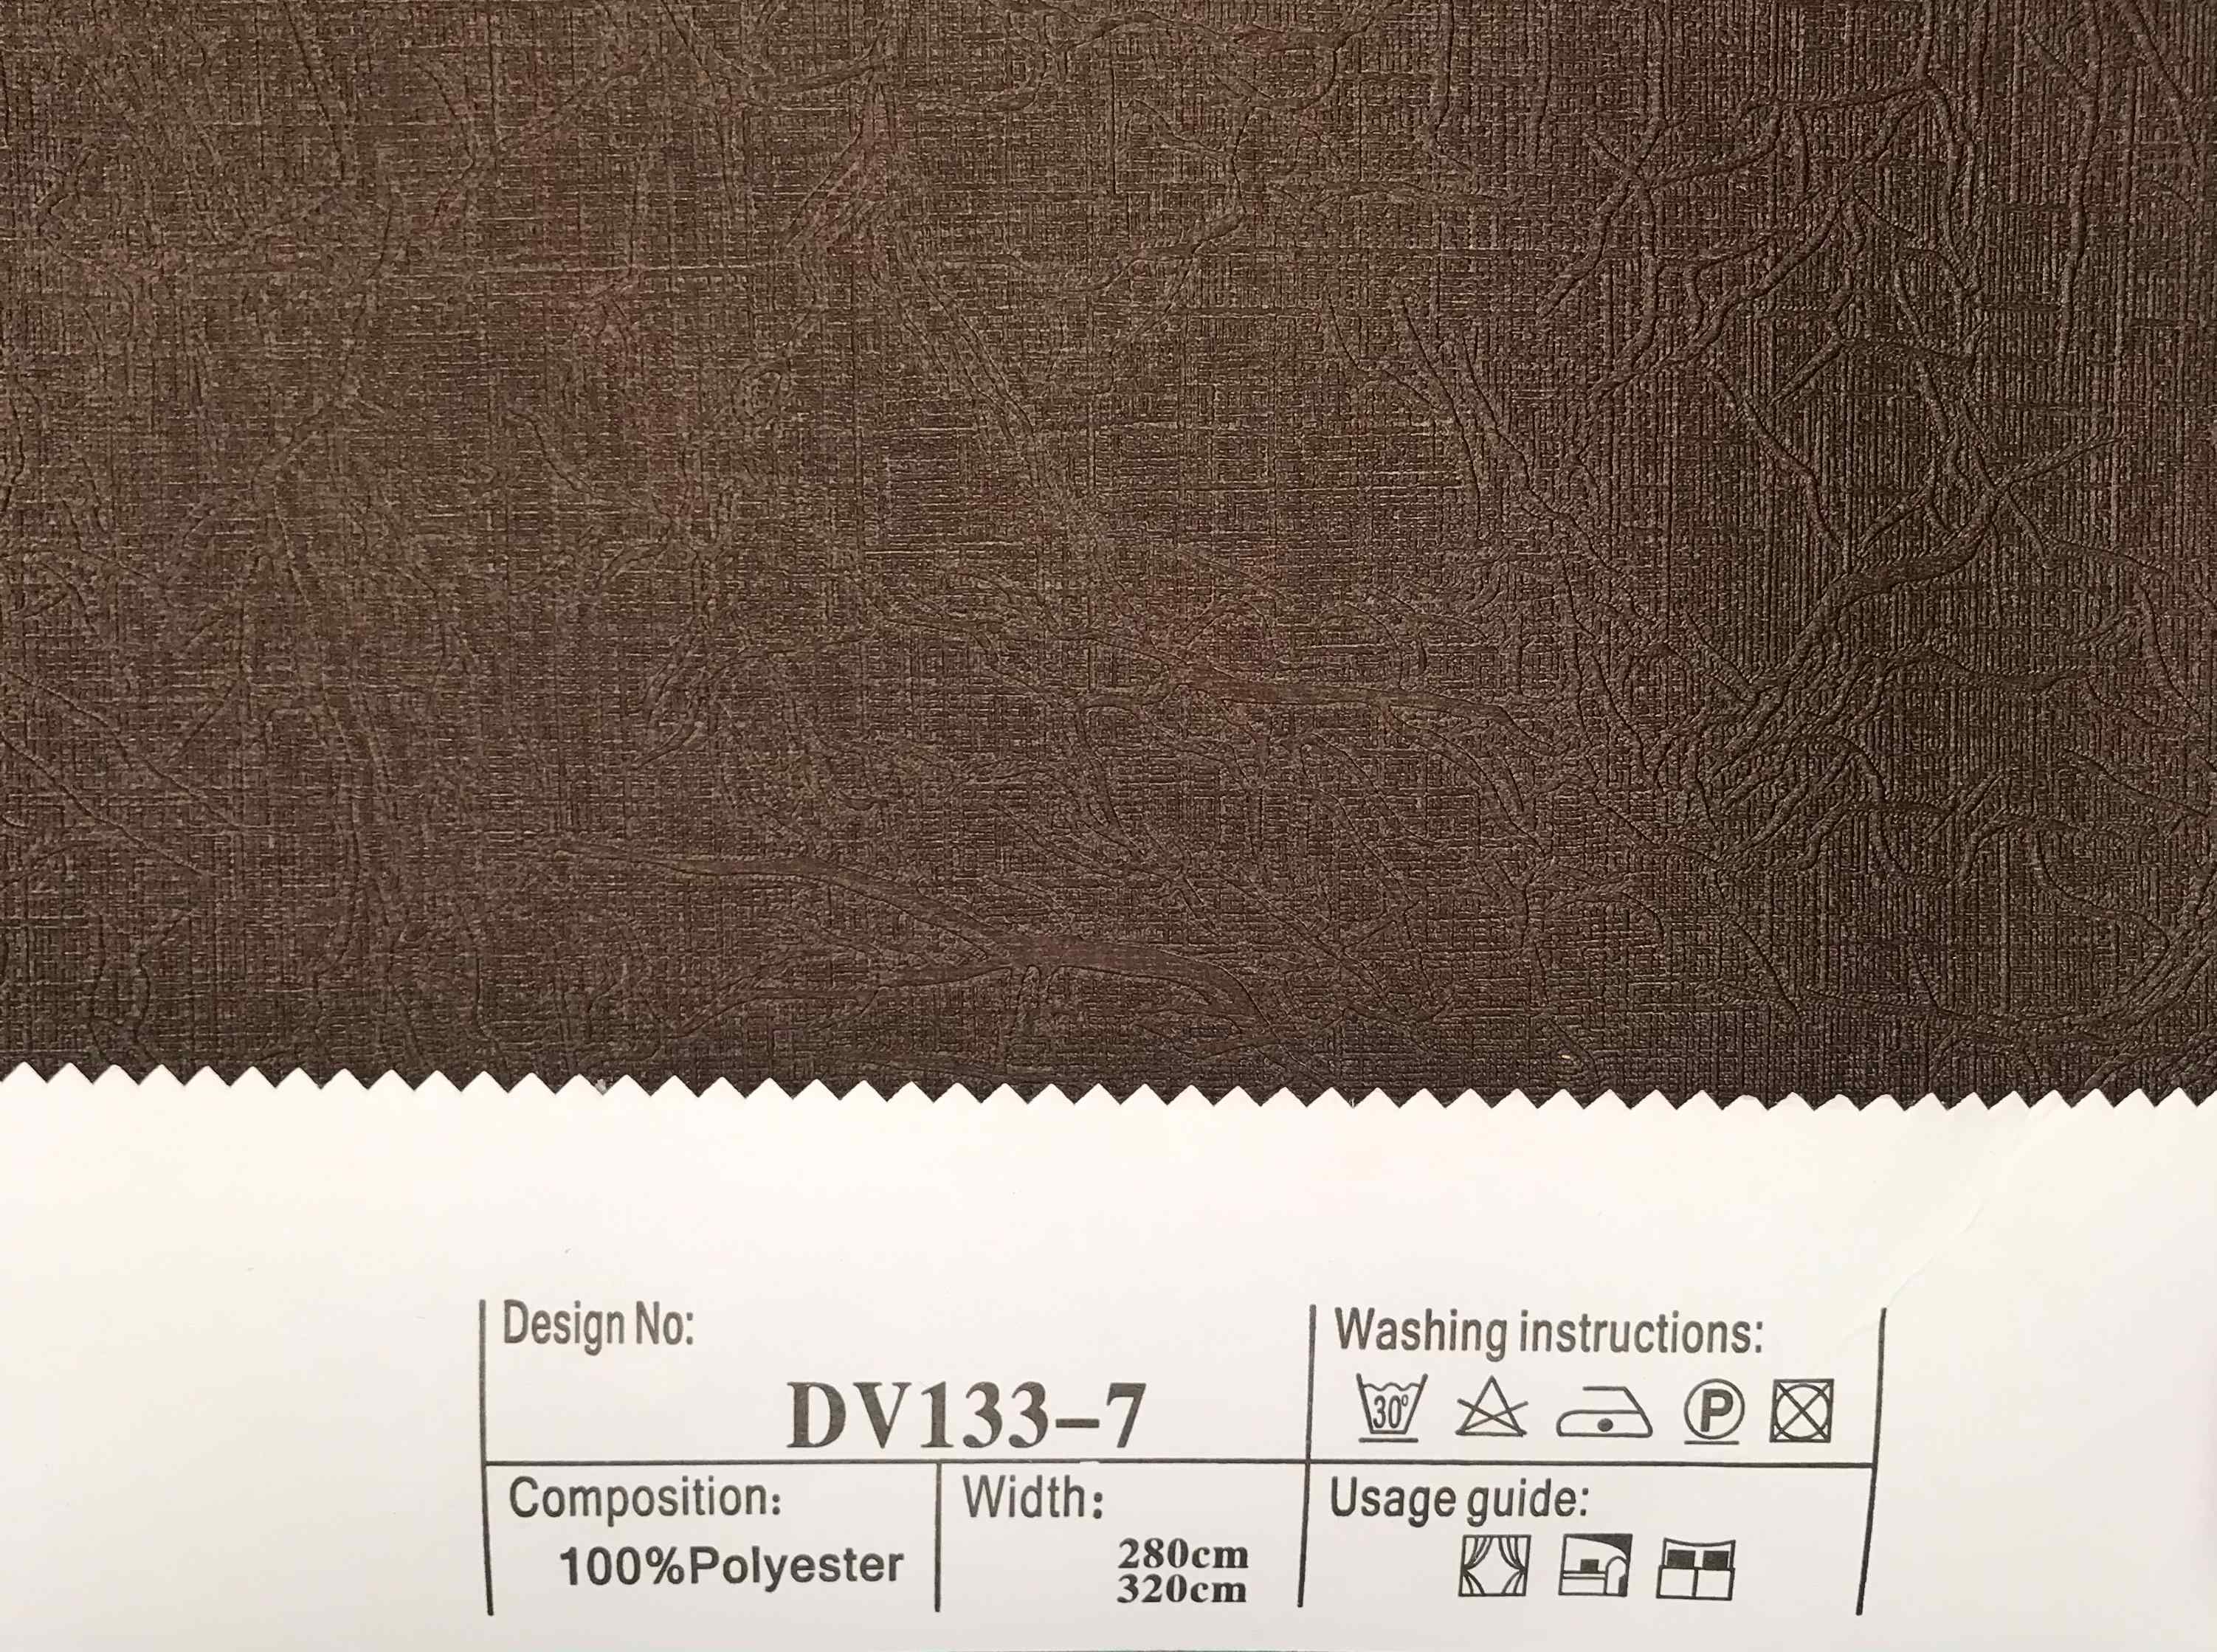 Design No:
DV133-7
Washing instructions:
30°
P
Composition:
100%Polyester
Width:
280cm
320cm
Usage guide: